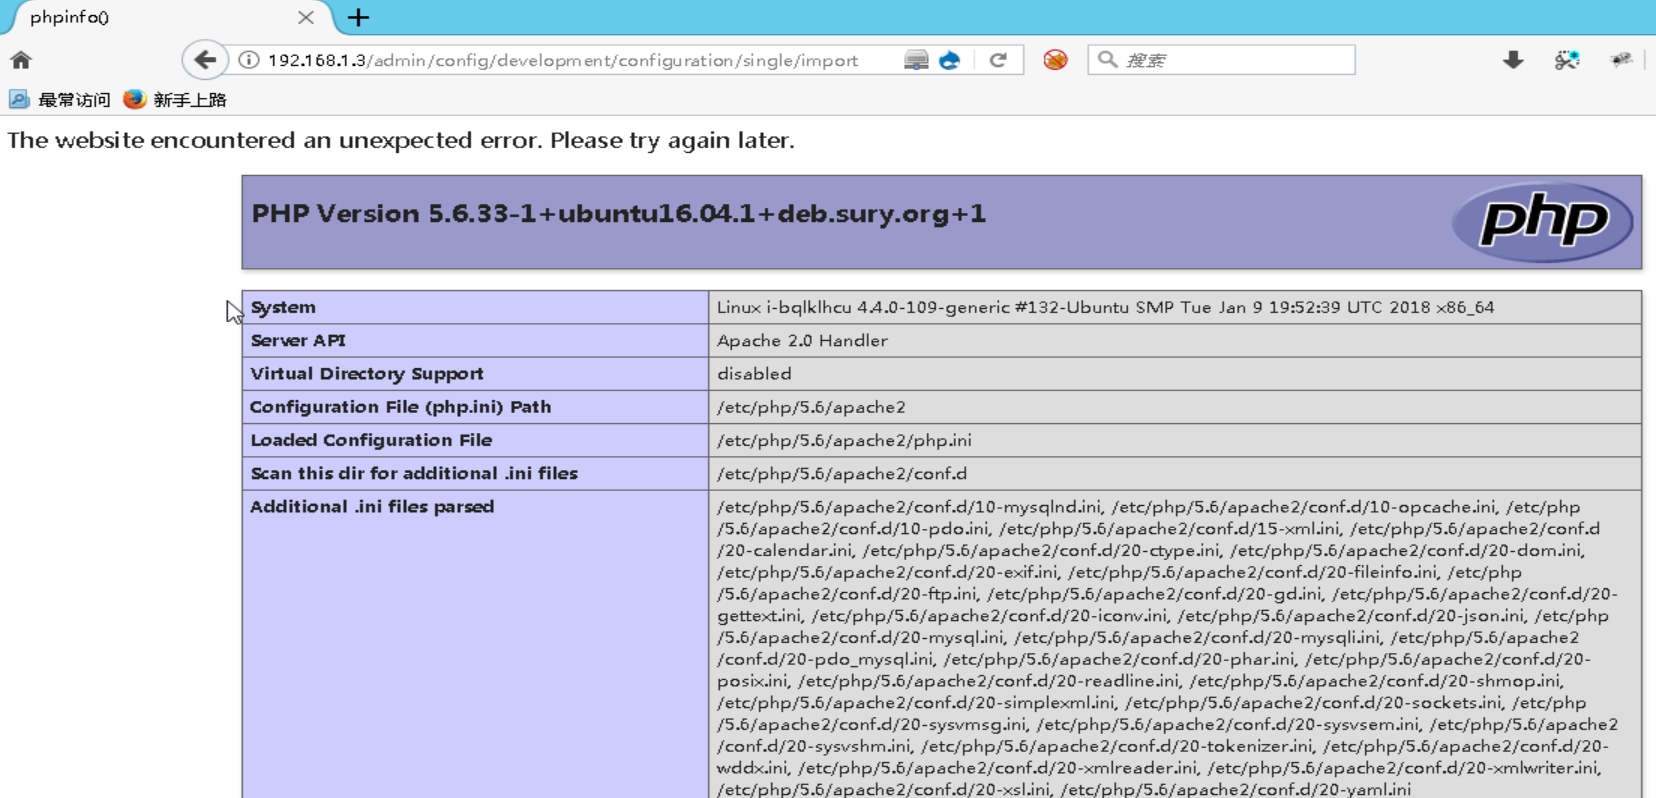 phpinfo()
192.168.1.3/admin/config/development/configuration/single/import
搜索
最常访问 新手上路
The website encountered an unexpected error. Please try again later.
PHP Version 5.6.33-1+ubuntu16.04.1+deb.sury.org+1
php
System Linux i-bqlklhcu 4.4.0-109-generic #132-Ubuntu SMP Tue Jan 9 19:52:39 UTC 2018 x86_64
Server API Apache 2.0 Handler
Virtual Directory Support disabled
Configuration File (php.ini) Path /etc/php/5.6/apache2
Loaded Configuration File /etc/php/5.6/apache2/php.ini
Scan this dir for additional .ini files /etc/php/5.6/apache2/conf.d
Additional .ini files parsed /etc/php/5.6/apache2/conf.d/10-mysqlnd.ini, /etc/php/5.6/apache2/conf.d/10-opcache.ini, /etc/php
/5.6/apache2/conf.d/10-pdo.ini, /etc/php/5.6/apache2/conf.d/15-xml.ini, /etc/php/5.6/apache2/conf.d
/20-calendar.ini, /etc/php/5.6/apache2/conf.d/20-ctype.ini, /etc/php/5.6/apache2/conf.d/20-dom.ini,
/etc/php/5.6/apache2/conf.d/20-exif.ini, /etc/php/5.6/apache2/conf.d/20-fileinfo.ini, /etc/php
/5.6/apache2/conf.d/20-ftp.ini, /etc/php/5.6/apache2/conf.d/20-gd.ini, /etc/php/5.6/apache2/conf.d/20-
gettext.ini, /etc/php/5.6/apache2/conf.d/20-iconv.ini, /etc/php/5.6/apache2/conf.d/20-json.ini, /etc/php
/5.6/apache2/conf.d/20-mysql.ini, /etc/php/5.6/apache2/conf.d/20-mysqli.ini, /etc/php/5.6/apache2
/conf.d/20-pdo_mysql.ini, /etc/php/5.6/apache2/conf.d/20-phar.ini, /etc/php/5.6/apache2/conf.d/20-
posix.ini, /etc/php/5.6/apache2/conf.d/20-readline.ini, /etc/php/5.6/apache2/conf.d/20-shmop.ini,
/etc/php/5.6/apache2/conf.d/20-simplexml.ini, /etc/php/5.6/apache2/conf.d/20-sockets.ini, /etc/php
/5.6/apache2/conf.d/20-sysvmsg.ini, /etc/php/5.6/apache2/conf.d/20-sysvsem.ini, /etc/php/5.6/apache2
/conf.d/20-sysvshm.ini, /etc/php/5.6/apache2/conf.d/20-tokenizer.ini, /etc/php/5.6/apache2/conf.d/20-
wddx.ini, /etc/php/5.6/apache2/conf.d/20-xmlreader.ini, /etc/php/5.6/apache2/conf.d/20-xmlwriter.ini,
/etc/php/5.6/apache2/conf.d/20-xsl.ini, /etc/php/5.6/apache2/conf.d/20-yaml.ini